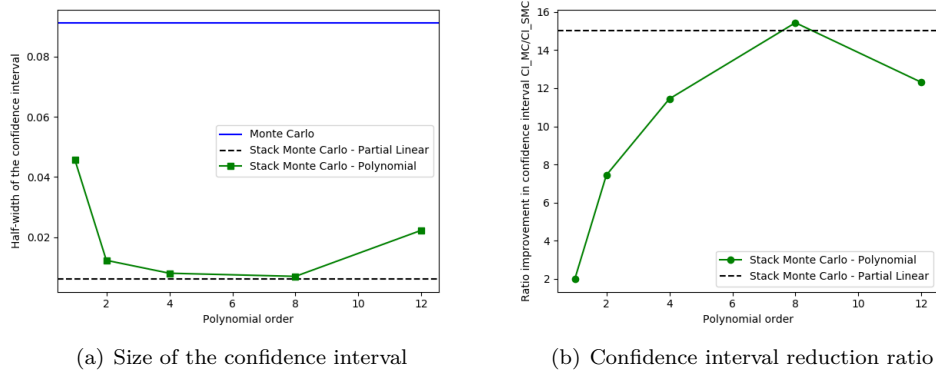 Half-width of the confidence interval
0.08
0.06
0.04
0.02
Monte Carlo
Stack Monte Carlo - Partial Linear
Stack Monte Carlo - Polynomial
2
4
6
8
10
12
Polynomial order
(a) Size of the confidence interval
Ratio improvement in confidence interval CI_MC/CI_SMC
16
14
12
10
8
6
4
2
Stack Monte Carlo - Polynomial
Stack Monte Carlo - Partial Linear
2
4
6
8
10
12
Polynomial order
(b) Confidence interval reduction ratio